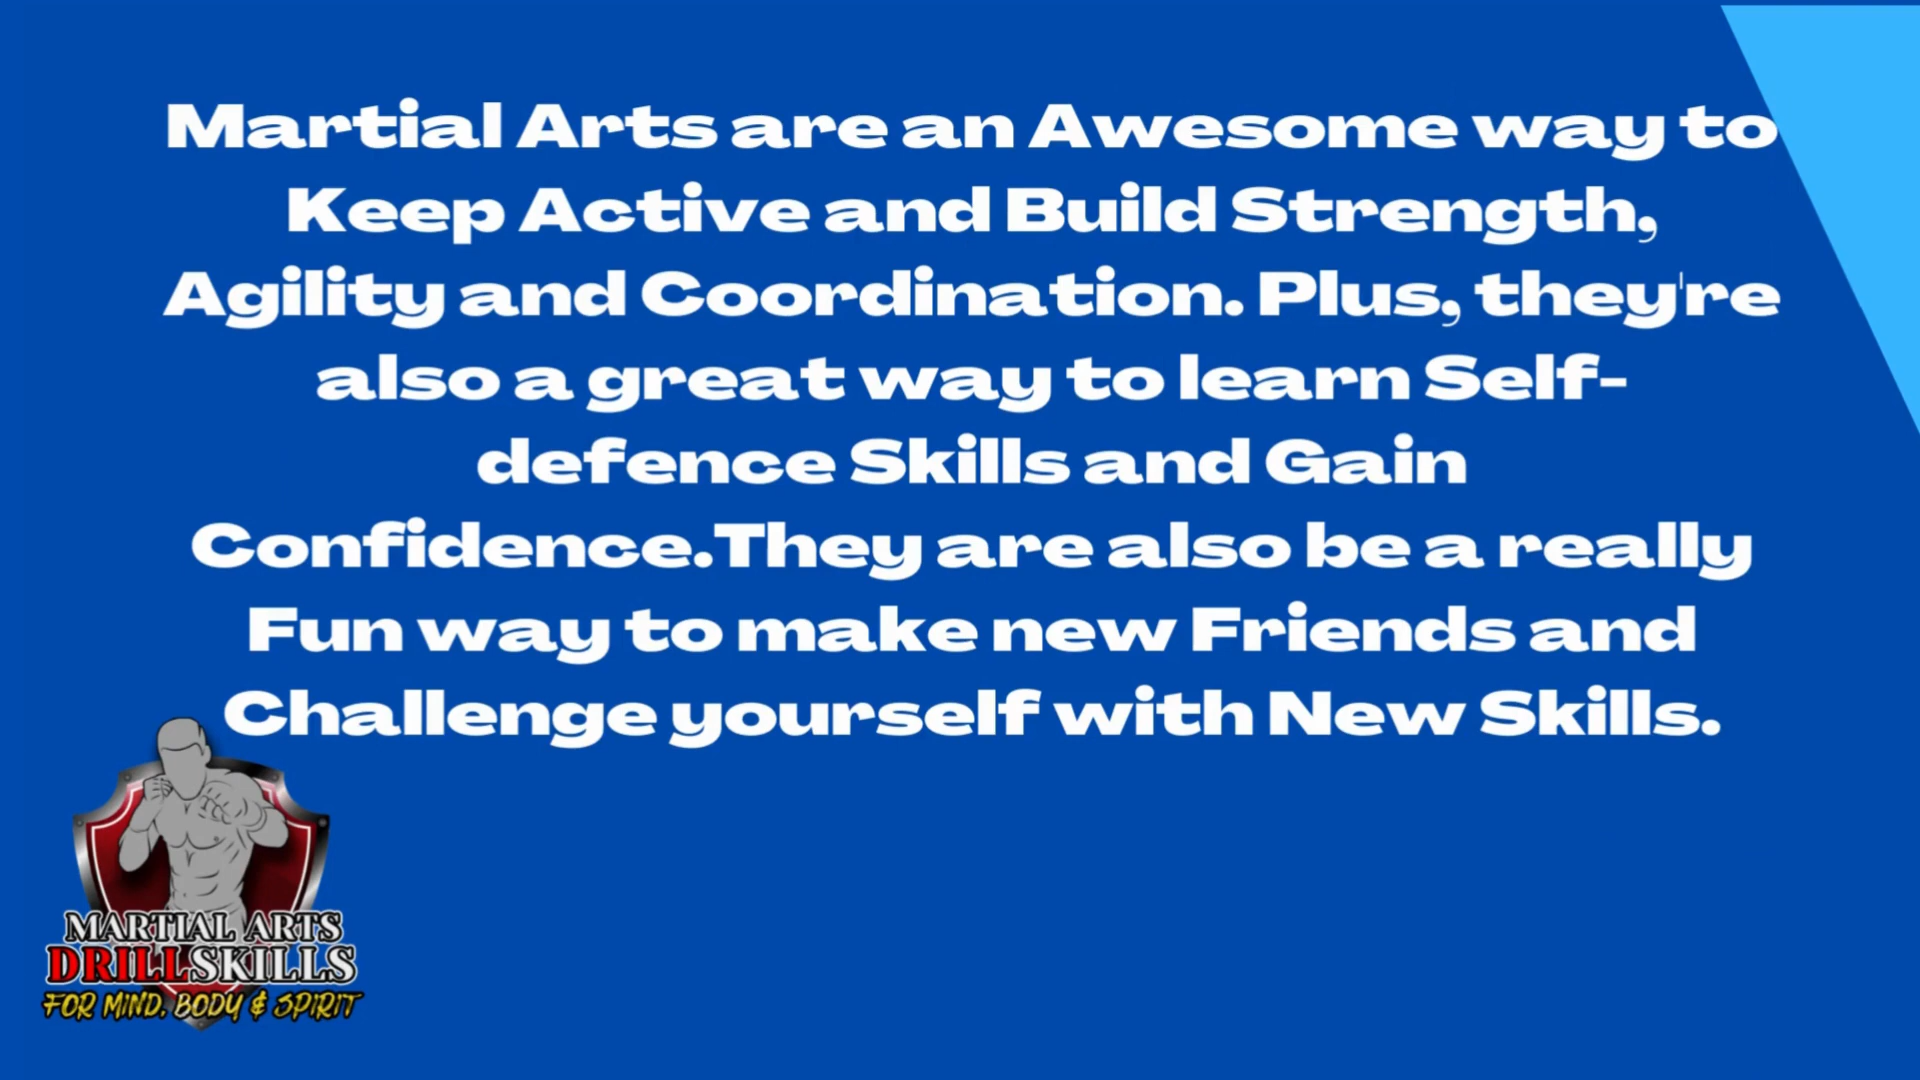 Martial Arts are an Awesome way to
Keep Active and Build Strength,
Agility and Coordination. Plus, they're
also a great way to learn Self-
defence Skills and Gain
Confidence.They are also be a really
Fun way to make new Friends and
Challenge yourself with New Skills.
MARTIAL ARTS
DRILLSKILLS
FOR MIND, BODY & SPIRIT